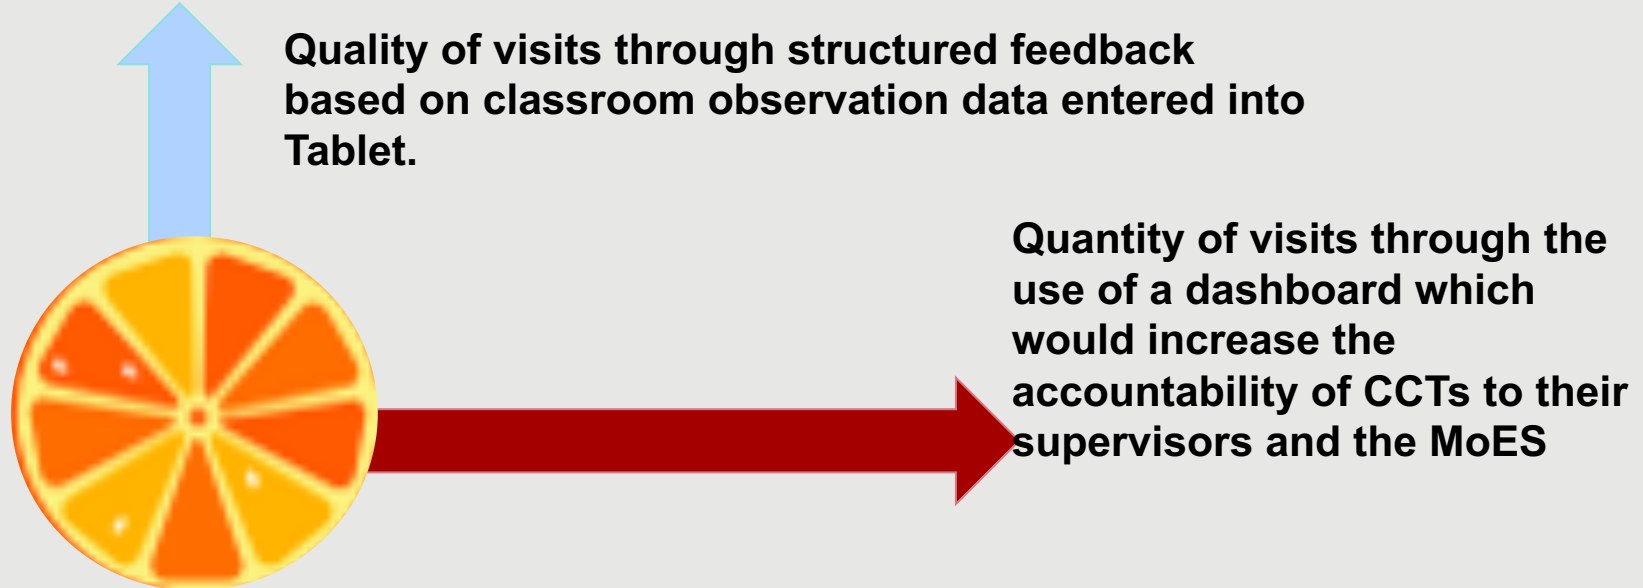 Quality of visits through structured feedback
based on classroom observation data entered into
Tablet.
Quantity of visits through the
use of a dashboard which
would increase the
accountability of CCTs to their
supervisors and the MoES